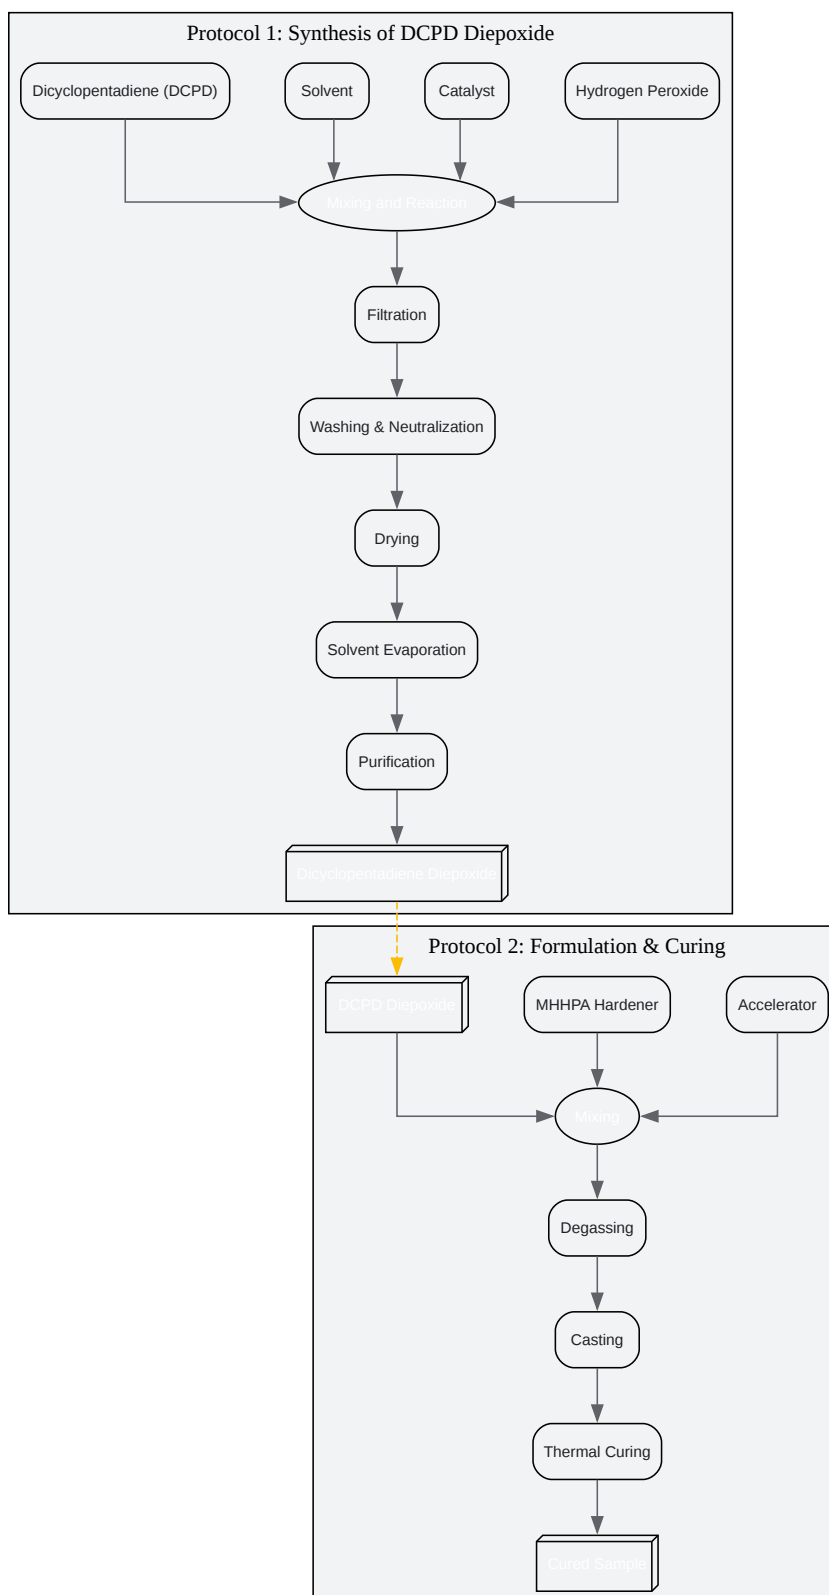 Protocol 1: Synthesis of DCPD Diepoxide
Dicyclopentadiene (DCPD)
Solvent
Catalyst
Hydrogen Peroxide
Mixing and Reaction
Filtration
Washing & Neutralization
Drying
Solvent Evaporation
Purification
Dicyclopentadiene Diepoxide
Protocol 2: Formulation & Curing
DCPD Diepoxide
MHHPA Hardener
Accelerator
Mixing
Degassing
Casting
Thermal Curing
Cured Sample